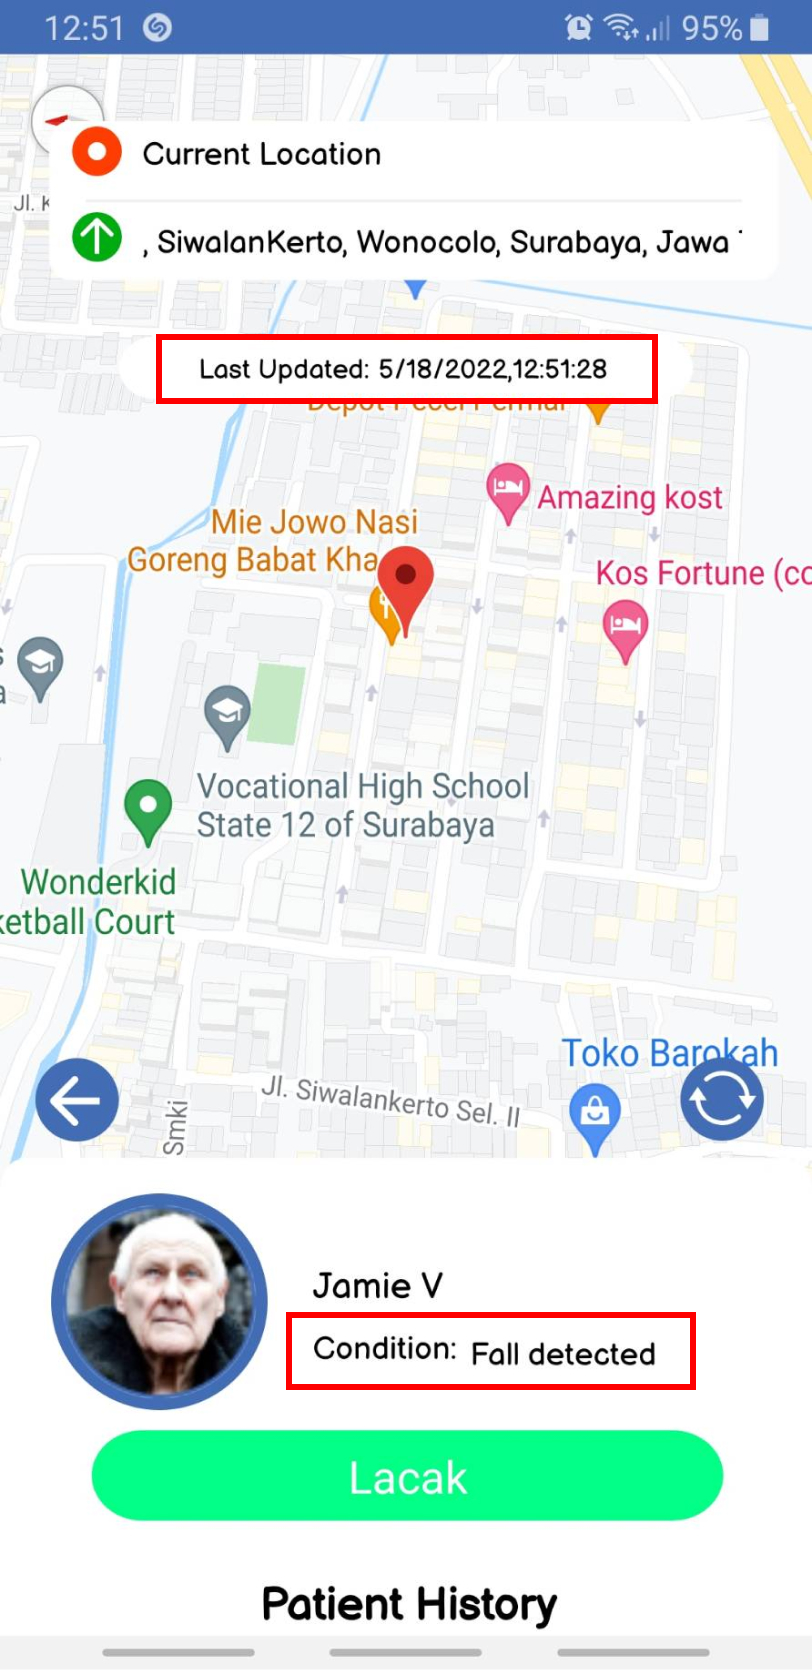 12:51
95%
Current Location
Jl.
, SiwalanKerto, Wonocolo, Surabaya, Jawa
Last Updated: 5/18/2022,12:51:28
Amazing kost
Mie Jowo Nasi
Goreng Babat Kha
Kos Fortune (co
Vocational High School
State 12 of Surabaya
Wonderkid
ketball Court
Toko Barokah
Jl. Siwalankerto Sel. II
Smki
Jamie V
Condition: Fall detected
Lacak
Patient History